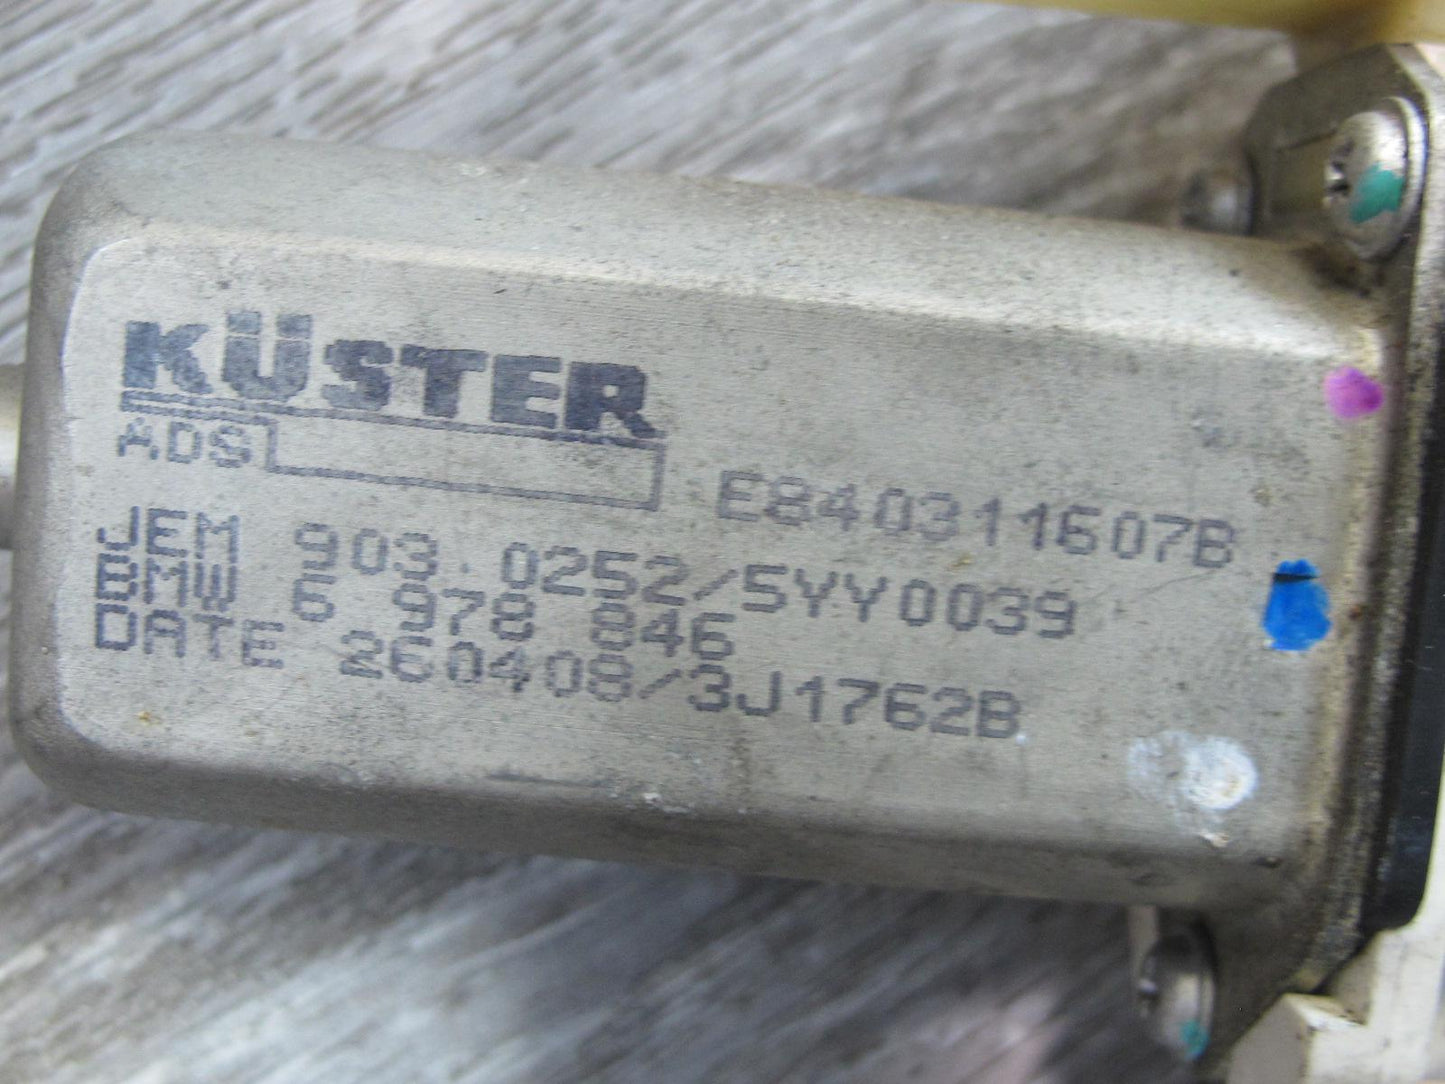 KÜSTER
ADS
E840311607B
JEM 903 0252/5YY0039
BMW 6 978 846
DATE 260408/3J1762B